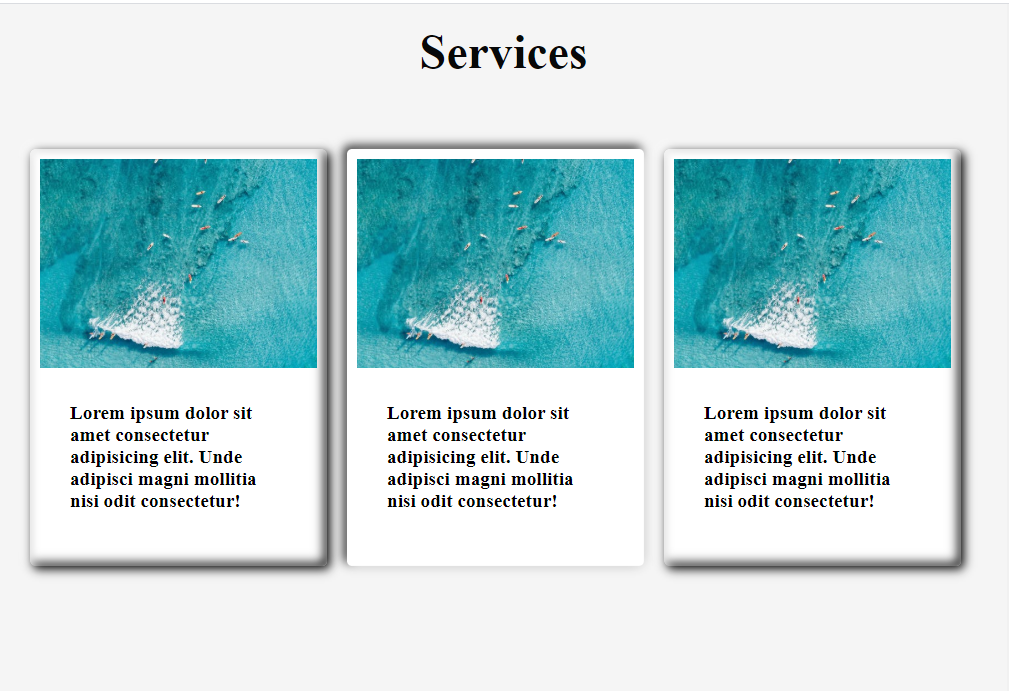 Services
Lorem ipsum dolor sit
amet consectetur
adipisicing elit. Unde
adipisci magni mollitia
nisi odit consectetur!
Lorem ipsum dolor sit
amet consectetur
adipisicing elit. Unde
adipisci magni mollitia
nisi odit consectetur!
Lorem ipsum dolor sit
amet consectetur
adipisicing elit. Unde
adipisci magni mollitia
nisi odit consectetur!